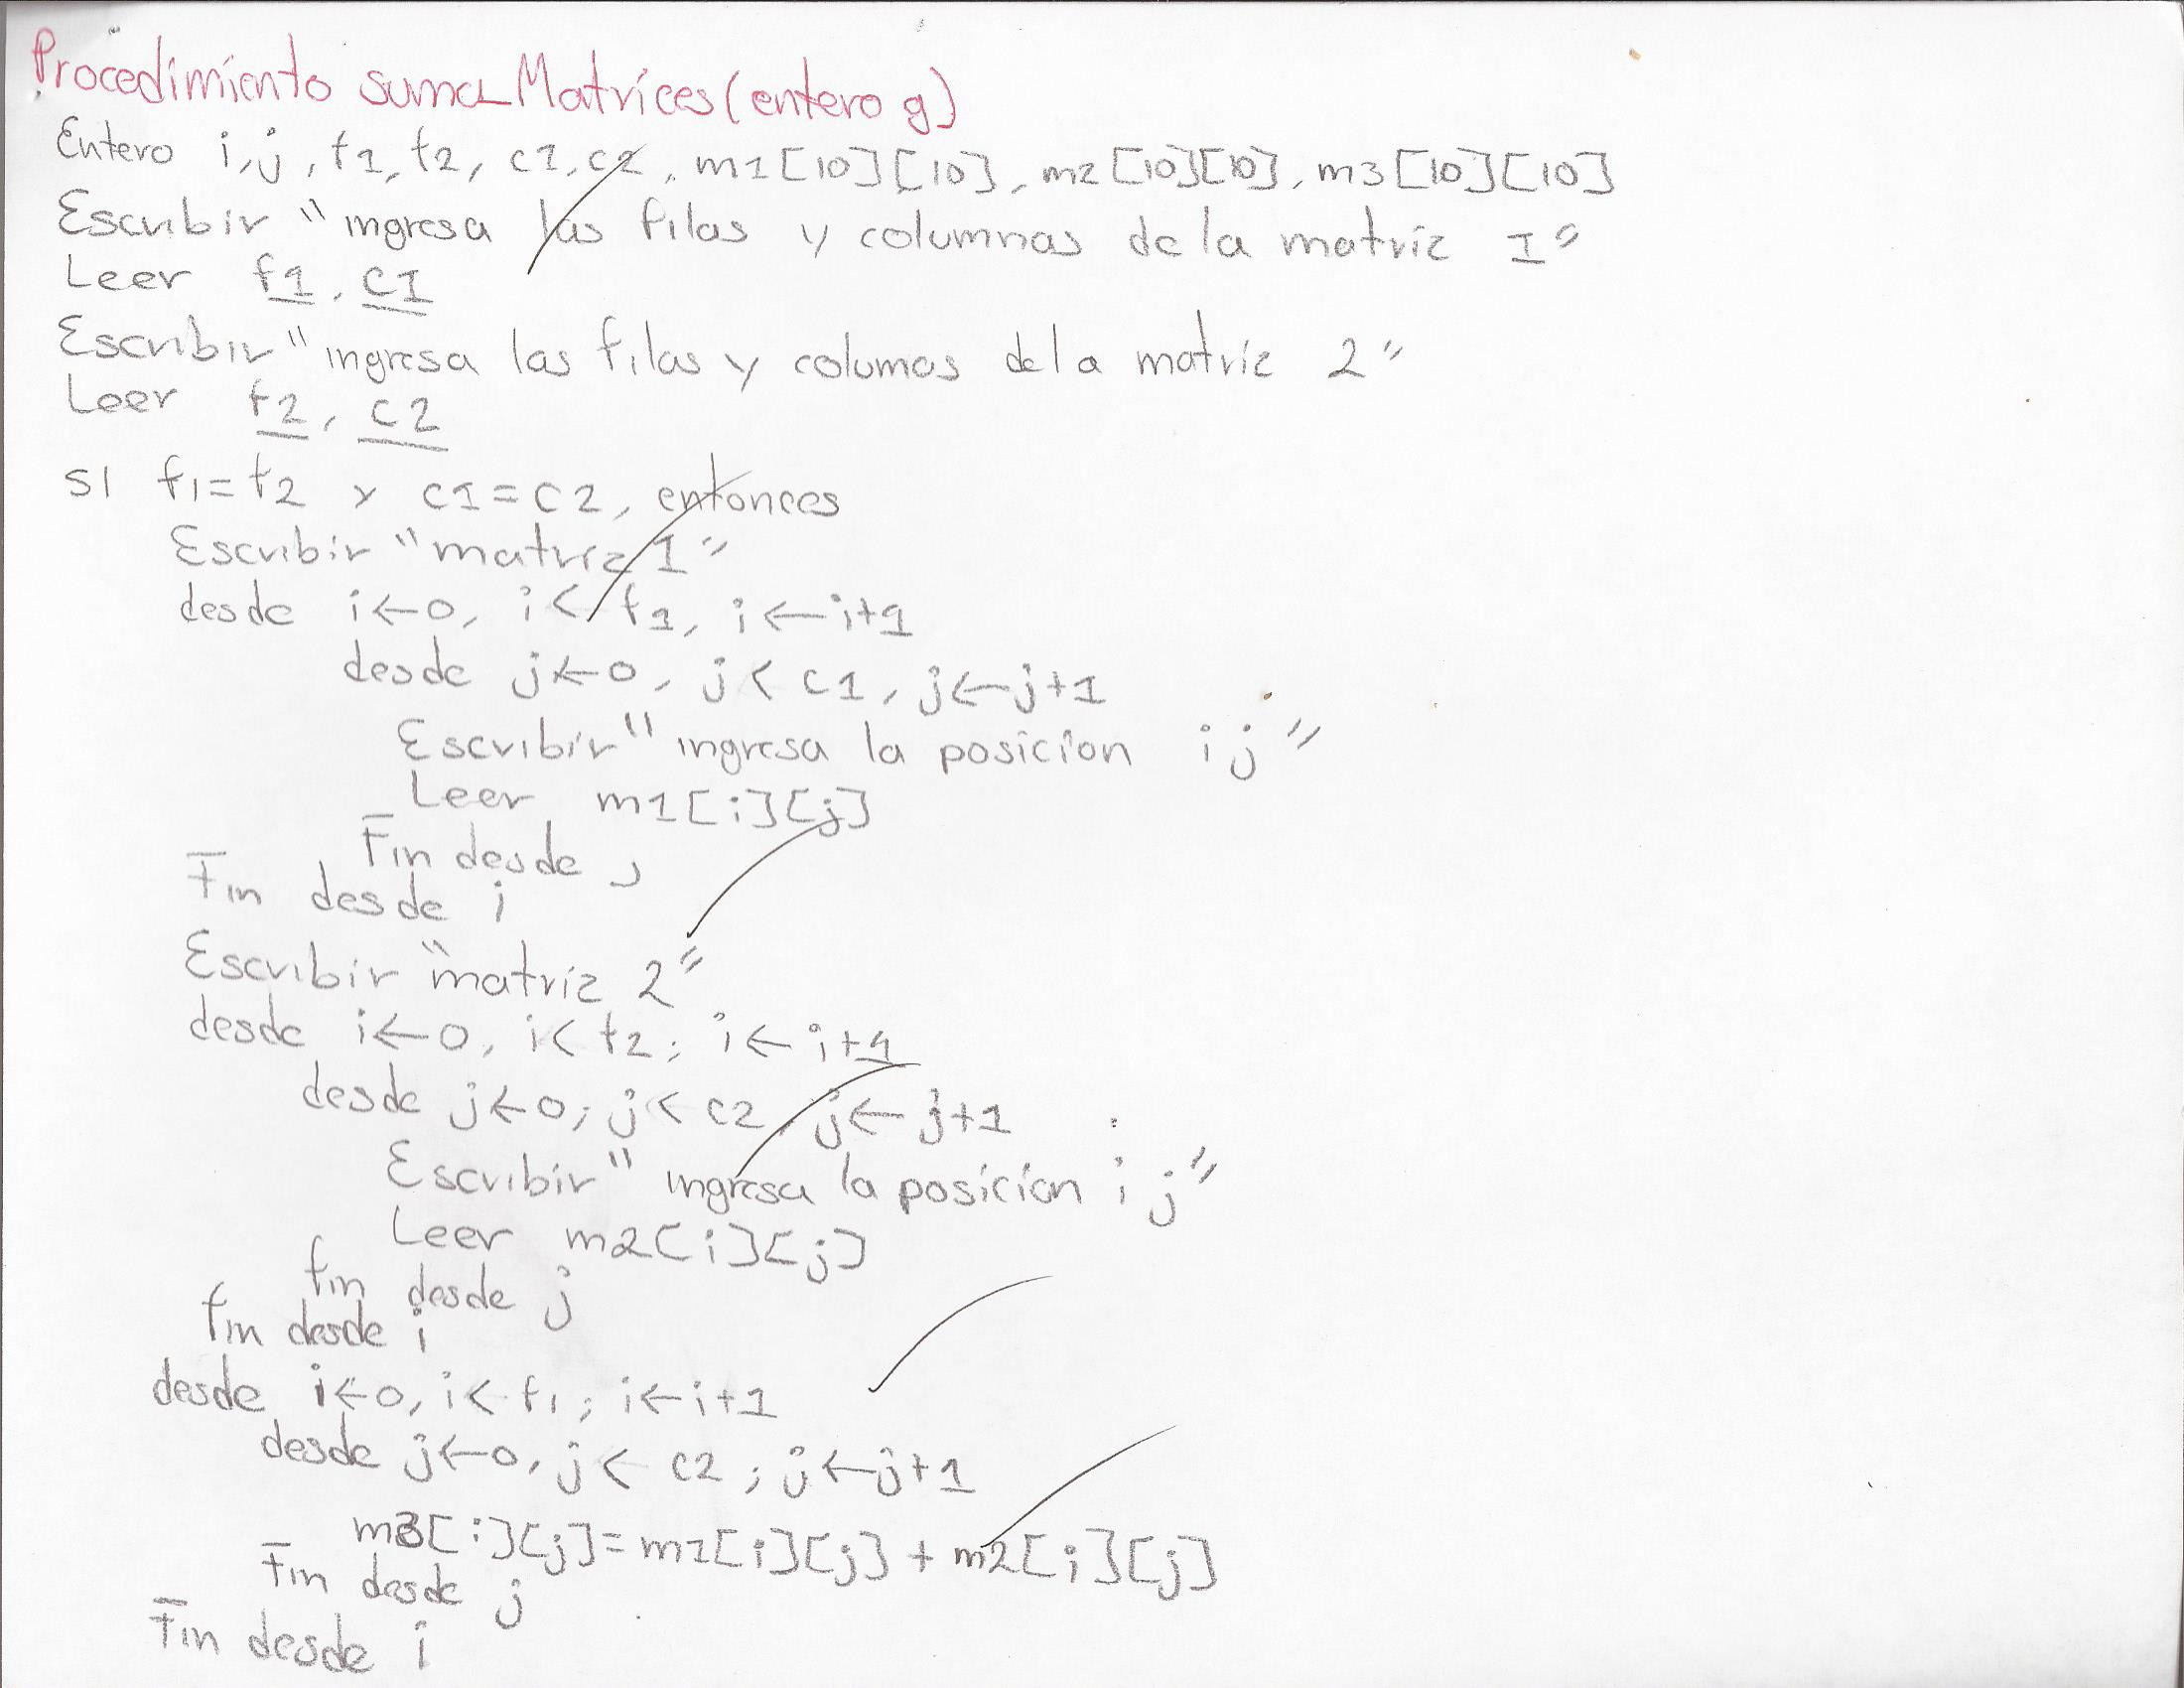 Procedimiento suma_Matrices(entero g)
Entero i,j, f1, f2, c1, c2, m1[10][10], m2[10][10], m3[10][10]
Escribir "ingresa las filas y columnas de la matriz 1"
Leer f1, c1
Escribir "ingresa las filas y columas de la matriz 2"
Leer f2, c2
si f1=f2 y c1=c2, entonces
Escribir "matriz 1"
desde i←0, i< f1, i←i+1
desde j←0, j< c1, j←j+1
Escribir "ingresa la posicion i j"
Leer m1[i][j]
Fin desde j
Fin desde i
Escribir "matriz 2"
desde i←0, i< f2; i←i+1
desde j←0; j< c2, j←j+1
Escribir "ingresa la posicion i j"
Leer m2[i][j]
fin desde j
fin desde i
desde i←0, i< f1; i←i+1
desde j←0, j< c2; j←j+1
m3[i][j]=m1[i][j] + m2[i][j]
Fin desde j
Fin desde i